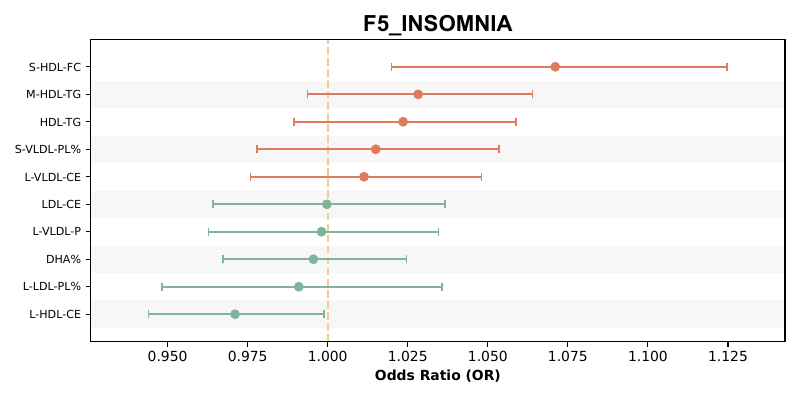 F5_INSOMNIA
S-HDL-FC
M-HDL-TG
HDL-TG
S-VLDL-PL%
L-VLDL-CE
LDL-CE
L-VLDL-P
DHA%
L-LDL-PL%
L-HDL-CE
0.950 0.975 1.000 1.025 1.050 1.075 1.100 1.125
Odds Ratio (OR)